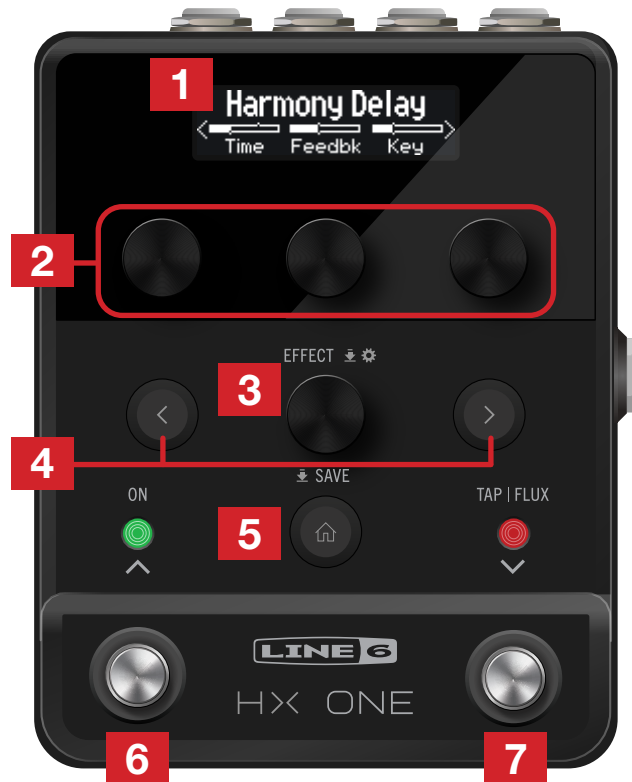 1
Harmony Delay
< Time Feedbk Key >
2
EFFECT
3
< >
4
SAVE
ON TAP | FLUX
5
LINE 6
HX ONE
6 7